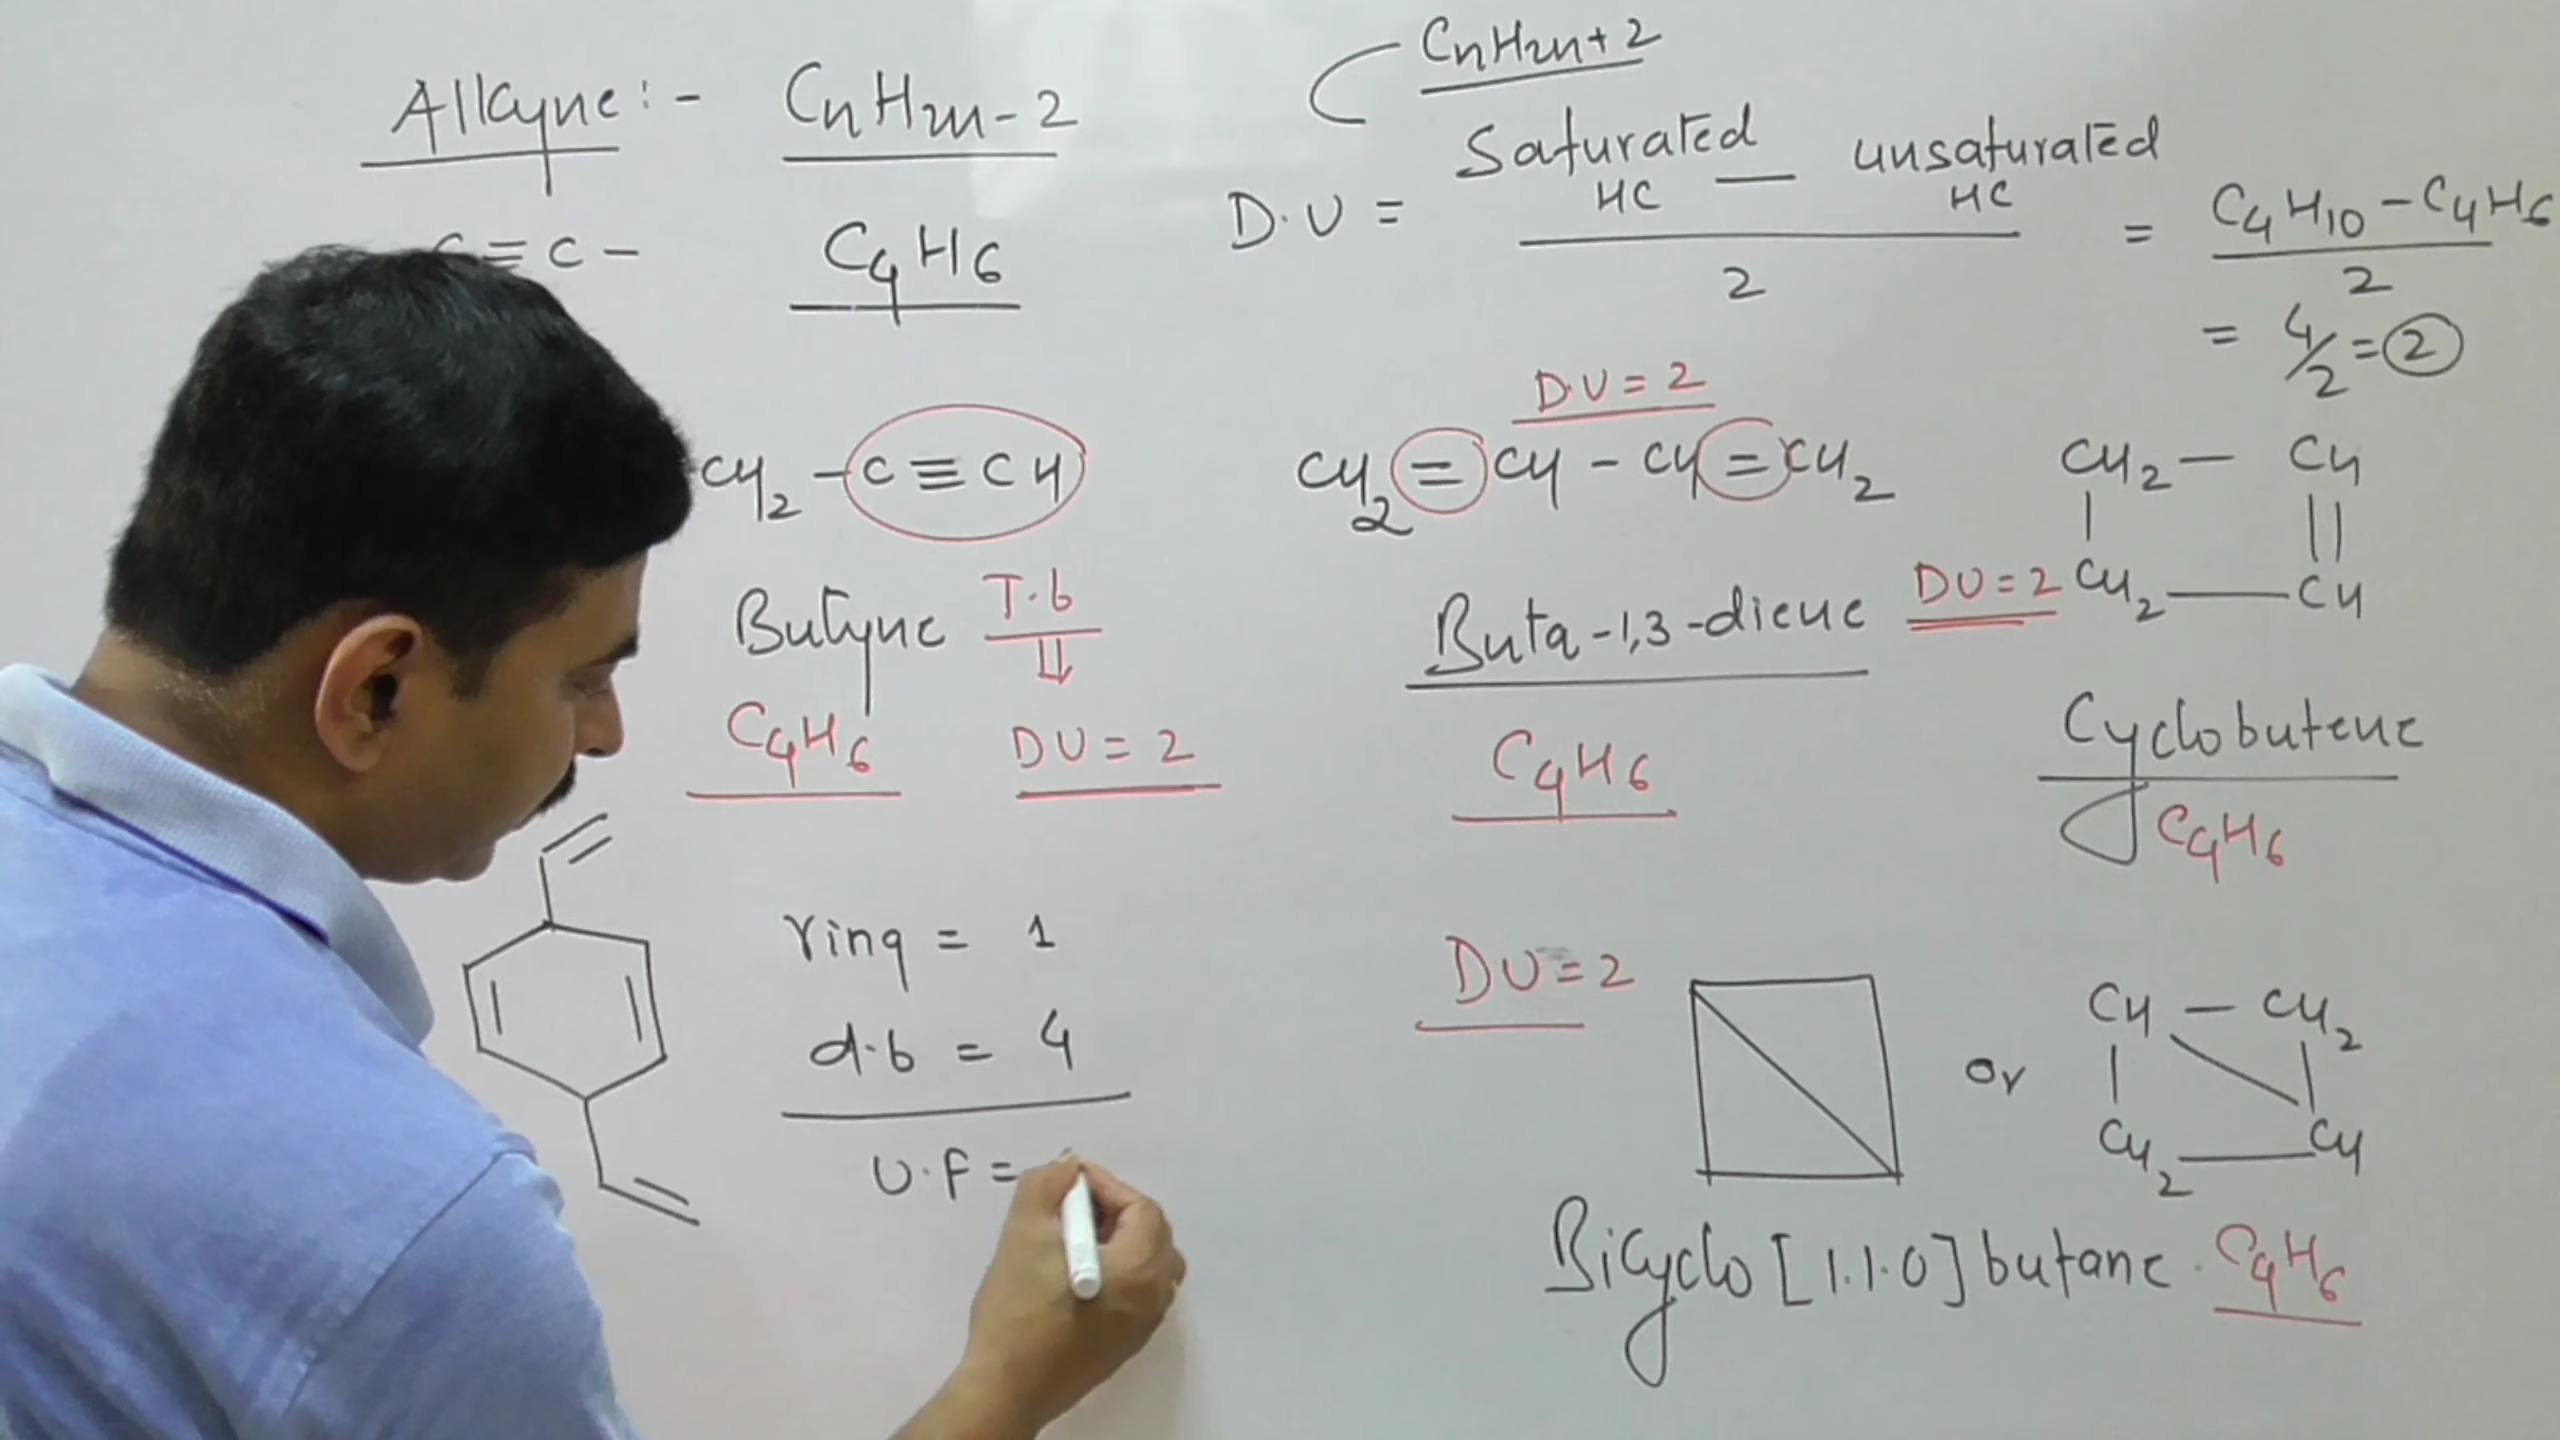 Alkyne :- CnH2n-2
C ≡ C -
C4H6
CH2 - C ≡ CH
Butyne T.b
⇓
C4H6 DU = 2
ring = 1
d.b = 4
U.F =
CnH2n+2
D.U = Saturated HC — unsaturated HC / 2 = C4H10 - C4H6 / 2
= 4/2 = 2
D.U = 2
CH2 = CH - CH = CH2
2
Buta-1,3-diene
C4H6
CH2 — CH
DU = 2 CH2 — CH
Cyclobutene
C4H6
DU = 2
or
CH — CH2
CH2 — CH
Bicyclo [1.1.0] butane. C4H6